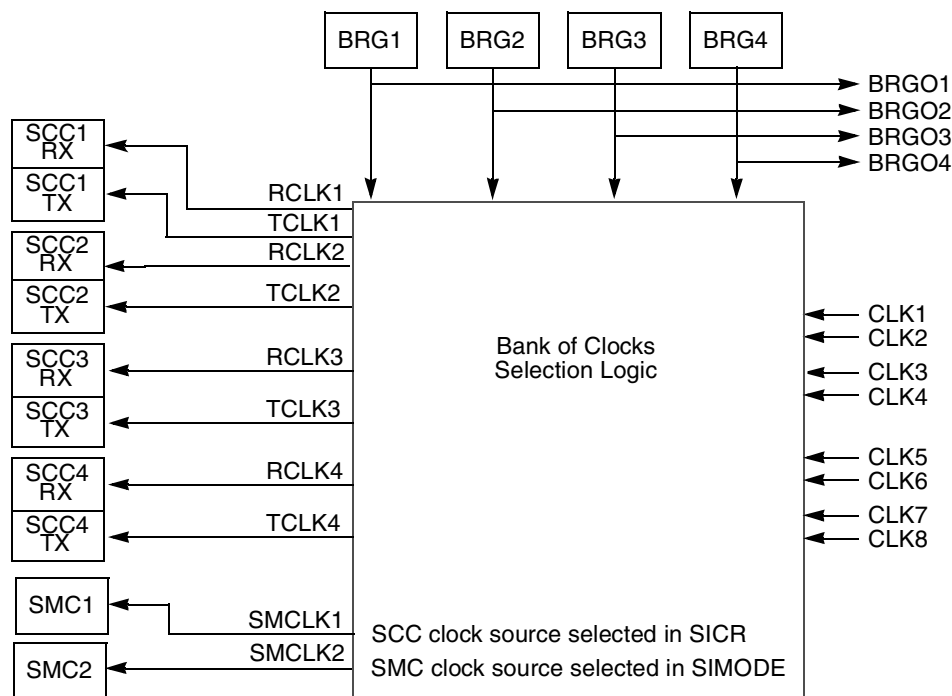 BRG1 BRG2 BRG3 BRG4
BRGO1
BRGO2
BRGO3
BRGO4
SCC1
RX
SCC1
TX
SCC2
RX
SCC2
TX
SCC3
RX
SCC3
TX
SCC4
RX
SCC4
TX
SMC1
SMC2
RCLK1
TCLK1
RCLK2
TCLK2
RCLK3
TCLK3
RCLK4
TCLK4
SMCLK1
SMCLK2
Bank of Clocks
Selection Logic
SCC clock source selected in SICR
SMC clock source selected in SIMODE
CLK1
CLK2
CLK3
CLK4
CLK5
CLK6
CLK7
CLK8